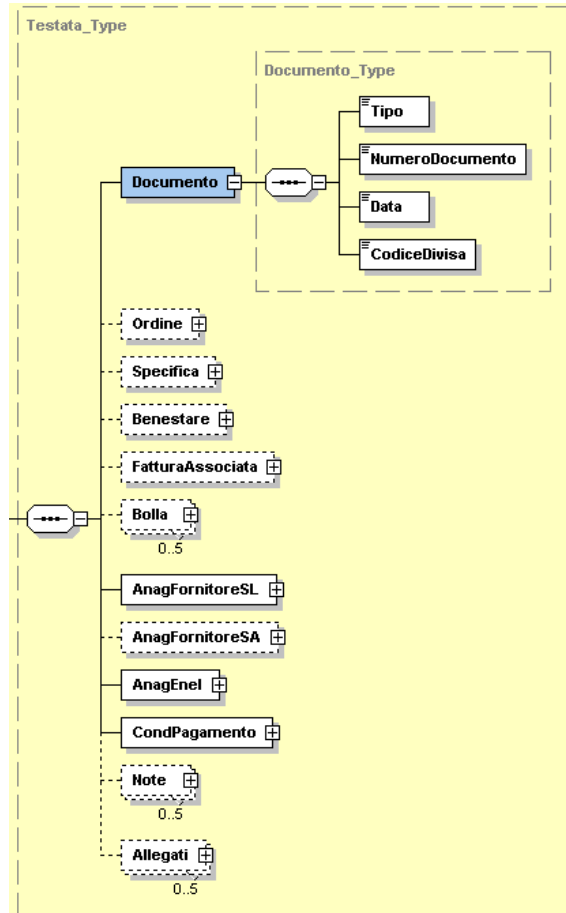 Testata_Type
Documento_Type
Tipo
NumeroDocumento
Documento
Data
CodiceDivisa
Ordine
Specifica
Benestare
FatturaAssociata
Bolla
0..5
AnagFornitoreSL
AnagFornitoreSA
AnagEnel
CondPagamento
Note
0..5
Allegati
0..5